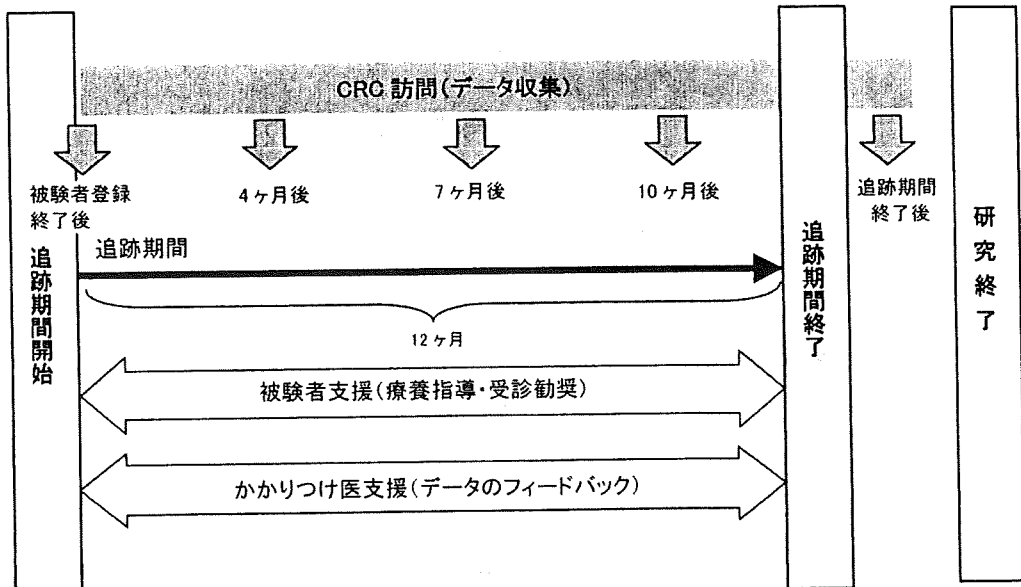 CRC 訪問(データ収集)
被験者登録
終了後
4ヶ月後
7ヶ月後
10ヶ月後
追跡期間
終了後
追跡期間開始
追跡期間
12ヶ月
追跡期間終了
研究終了
被験者支援(療養指導・受診勧奨)
かかりつけ医支援(データのフィードバック)